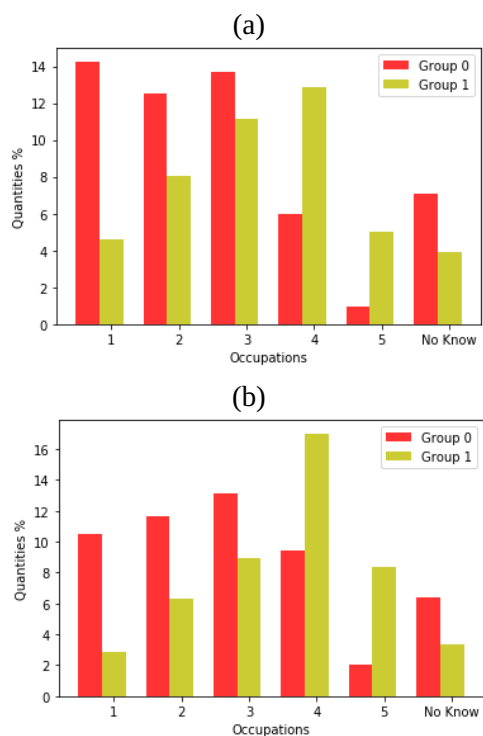 (a)
14
12
10
8
6
4
2
0
Quantities %
Group 0
Group 1
1 2 3 4 5 No Know
Occupations
(b)
16
14
12
10
8
6
4
2
0
Quantities %
Group 0
Group 1
1 2 3 4 5 No Know
Occupations